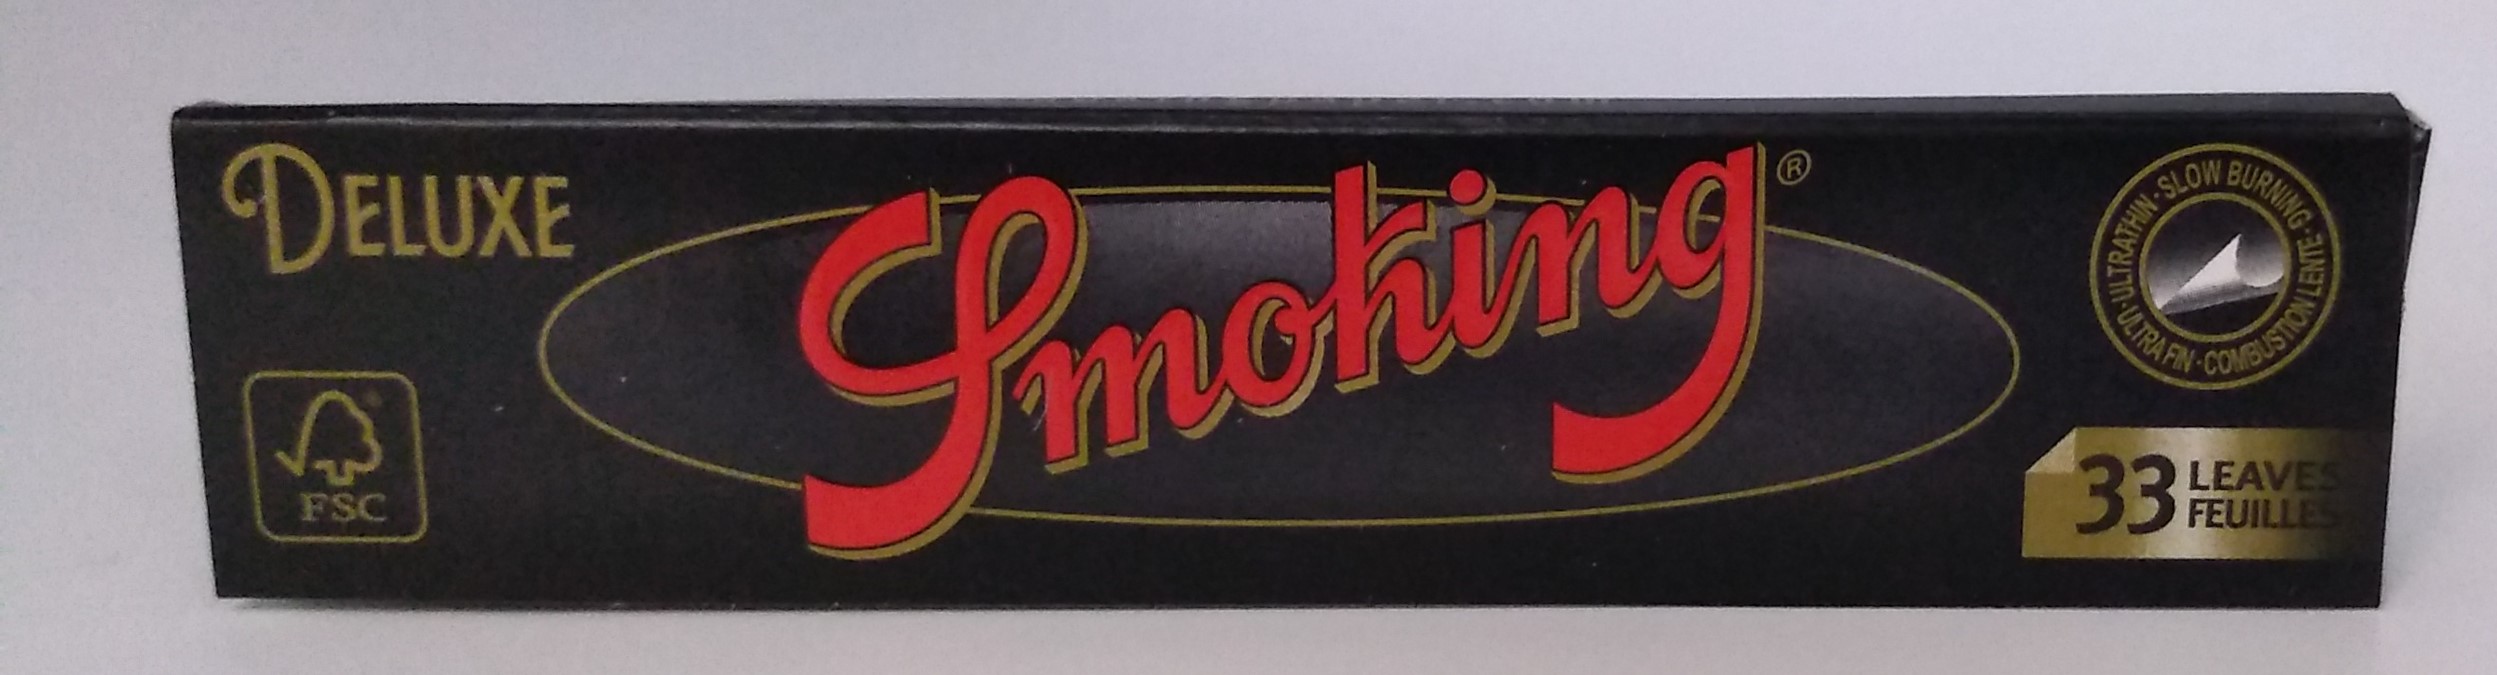 DELUXE
Smoking®
ULTRATHIN · SLOW BURNING · COMBUSTION LENTE · ULTRA FIN ·
FSC
33 LEAVES
FEUILLES